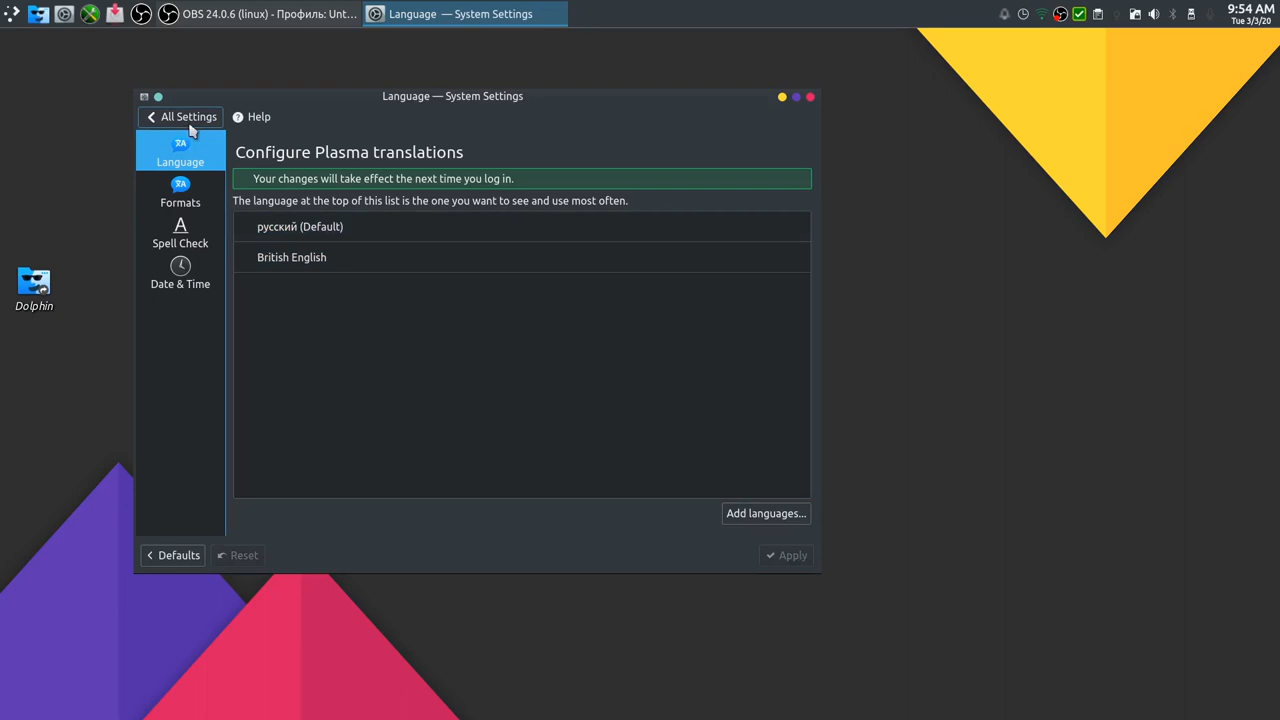 OBS 24.0.6 (linux) - Профиль: Unt...
Language — System Settings
9:54 AM
Tue 3/3/20
Language — System Settings
All Settings
Help
Language
Formats
Spell Check
Date & Time
Configure Plasma translations
Your changes will take effect the next time you log in.
The language at the top of this list is the one you want to see and use most often.
русский (Default)
British English
Add languages...
Defaults
Reset
Apply
Dolphin